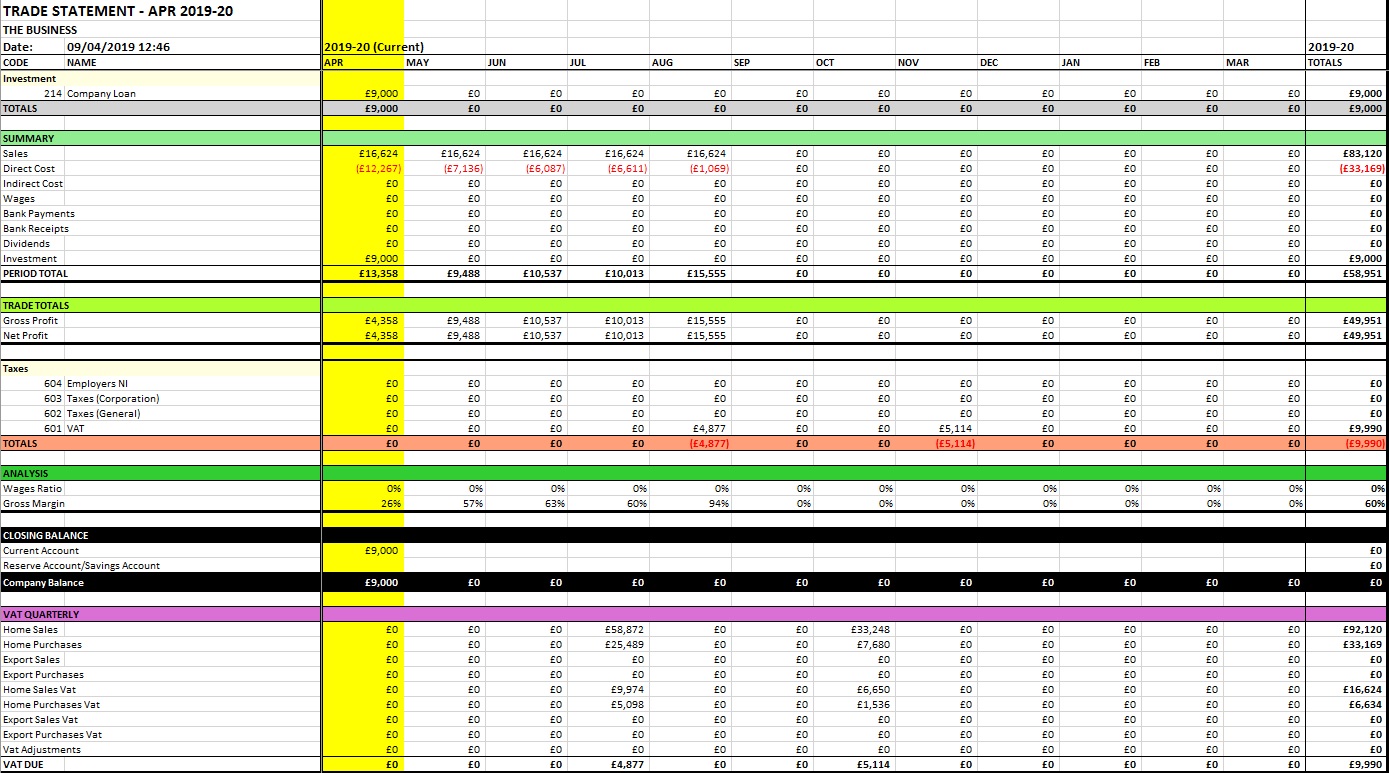 TRADE STATEMENT - APR 2019-20
THE BUSINESS
Date: 09/04/2019 12:46 2019-20 (Current) 2019-20
CODE NAME APR MAY JUN JUL AUG SEP OCT NOV DEC JAN FEB MAR TOTALS
Investment
214 Company Loan £9,000 £0 £0 £0 £0 £0 £0 £0 £0 £0 £0 £0 £9,000
TOTALS £9,000 £0 £0 £0 £0 £0 £0 £0 £0 £0 £0 £0 £9,000
SUMMARY
Sales £16,624 £16,624 £16,624 £16,624 £16,624 £0 £0 £0 £0 £0 £0 £0 £83,120
Direct Cost (£12,267) (£7,136) (£6,087) (£6,611) (£1,069) £0 £0 £0 £0 £0 £0 £0 (£33,169)
Indirect Cost £0 £0 £0 £0 £0 £0 £0 £0 £0 £0 £0 £0 £0
Wages £0 £0 £0 £0 £0 £0 £0 £0 £0 £0 £0 £0 £0
Bank Payments £0 £0 £0 £0 £0 £0 £0 £0 £0 £0 £0 £0 £0
Bank Receipts £0 £0 £0 £0 £0 £0 £0 £0 £0 £0 £0 £0 £0
Dividends £0 £0 £0 £0 £0 £0 £0 £0 £0 £0 £0 £0 £0
Investment £9,000 £0 £0 £0 £0 £0 £0 £0 £0 £0 £0 £0 £9,000
PERIOD TOTAL £13,358 £9,488 £10,537 £10,013 £15,555 £0 £0 £0 £0 £0 £0 £0 £58,951
TRADE TOTALS
Gross Profit £4,358 £9,488 £10,537 £10,013 £15,555 £0 £0 £0 £0 £0 £0 £0 £49,951
Net Profit £4,358 £9,488 £10,537 £10,013 £15,555 £0 £0 £0 £0 £0 £0 £0 £49,951
Taxes
604 Employers NI £0 £0 £0 £0 £0 £0 £0 £0 £0 £0 £0 £0 £0
603 Taxes (Corporation) £0 £0 £0 £0 £0 £0 £0 £0 £0 £0 £0 £0 £0
602 Taxes (General) £0 £0 £0 £0 £0 £0 £0 £0 £0 £0 £0 £0 £0
601 VAT £0 £0 £0 £0 £4,877 £0 £0 £5,114 £0 £0 £0 £0 £9,990
TOTALS £0 £0 £0 £0 (£4,877) £0 £0 (£5,114) £0 £0 £0 £0 (£9,990)
ANALYSIS
Wages Ratio 0% 0% 0% 0% 0% 0% 0% 0% 0% 0% 0% 0% 0%
Gross Margin 26% 57% 63% 60% 94% 0% 0% 0% 0% 0% 0% 0% 60%
CLOSING BALANCE
Current Account £9,000 £0
Reserve Account/Savings Account £0
Company Balance £9,000 £0 £0 £0 £0 £0 £0 £0 £0 £0 £0 £0 £0
VAT QUARTERLY
Home Sales £0 £0 £0 £58,872 £0 £0 £33,248 £0 £0 £0 £0 £0 £92,120
Home Purchases £0 £0 £0 £25,489 £0 £0 £7,680 £0 £0 £0 £0 £0 £33,169
Export Sales £0 £0 £0 £0 £0 £0 £0 £0 £0 £0 £0 £0 £0
Export Purchases £0 £0 £0 £0 £0 £0 £0 £0 £0 £0 £0 £0 £0
Home Sales Vat £0 £0 £0 £9,974 £0 £0 £6,650 £0 £0 £0 £0 £0 £16,624
Home Purchases Vat £0 £0 £0 £5,098 £0 £0 £1,536 £0 £0 £0 £0 £0 £6,634
Export Sales Vat £0 £0 £0 £0 £0 £0 £0 £0 £0 £0 £0 £0 £0
Export Purchases Vat £0 £0 £0 £0 £0 £0 £0 £0 £0 £0 £0 £0 £0
Vat Adjustments £0 £0 £0 £0 £0 £0 £0 £0 £0 £0 £0 £0 £0
VAT DUE £0 £0 £0 £4,877 £0 £0 £5,114 £0 £0 £0 £0 £0 £9,990